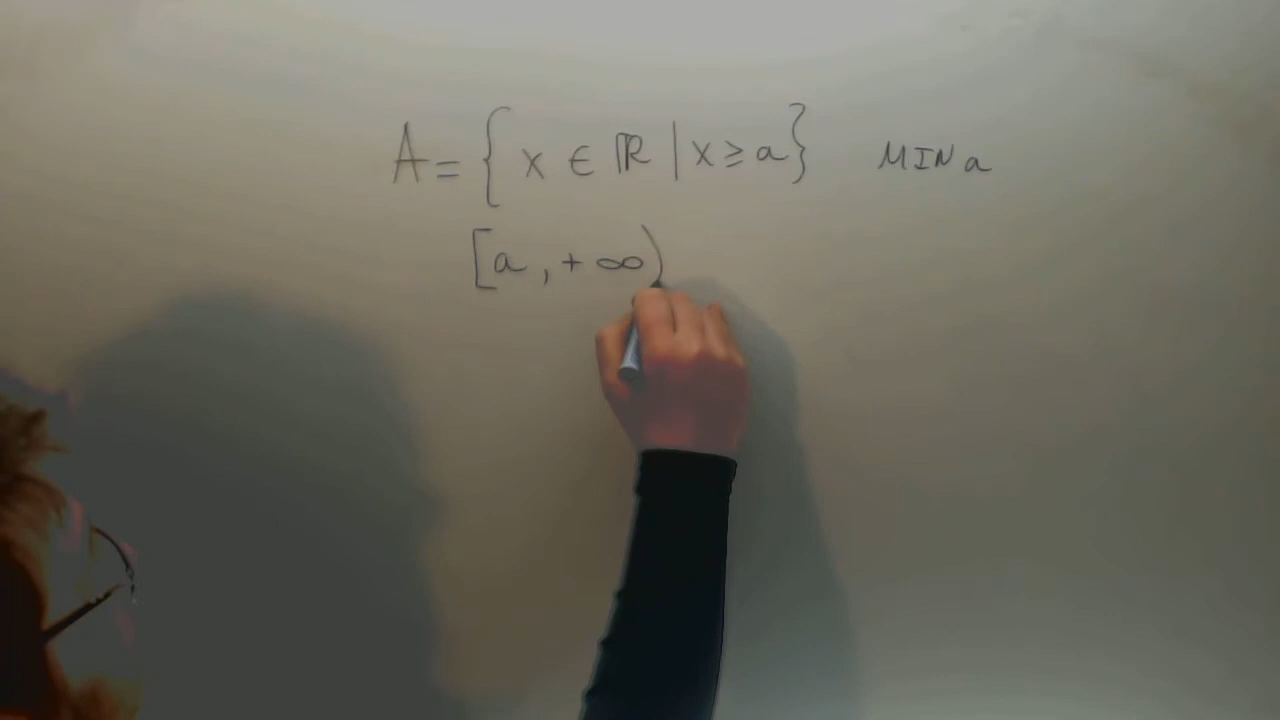 A = { x ∈ ℝ | x ≥ a } MIN a
[a, +∞)